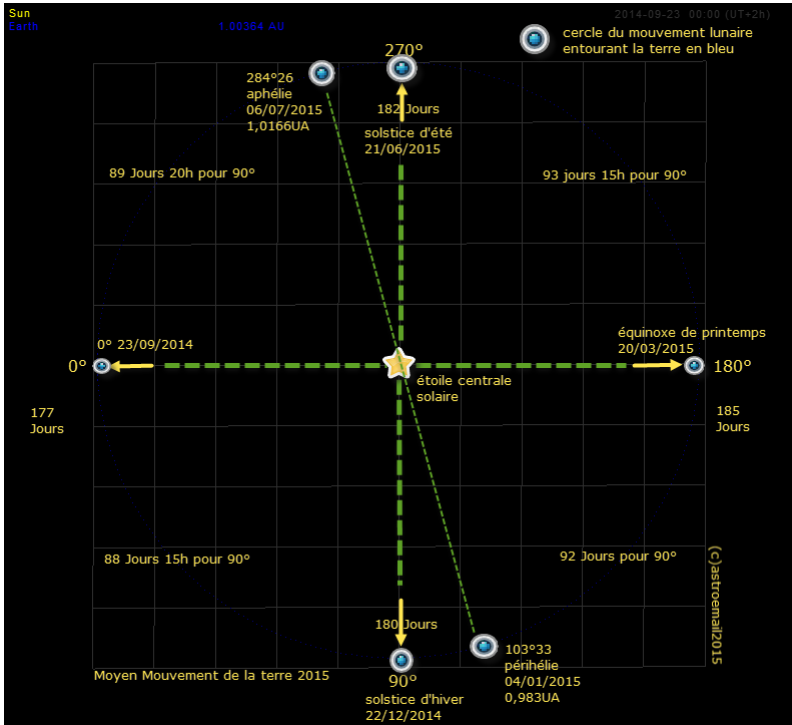 Sun
Earth
1.00364 AU
2014-09-23 00:00 (UT+2h)
cercle du mouvement lunaire
entourant la terre en bleu
270°
284°26
aphélie
06/07/2015
1,0166UA
182 Jours
solstice d'été
21/06/2015
89 Jours 20h pour 90°
93 jours 15h pour 90°
0° 23/09/2014
équinoxe de printemps
20/03/2015
0°
180°
étoile centrale
solaire
177
Jours
185
Jours
88 Jours 15h pour 90°
92 Jours pour 90°
(c)astroemail2015
180 Jours
103°33
périhélie
04/01/2015
0,983UA
Moyen Mouvement de la terre 2015
90°
solstice d'hiver
22/12/2014